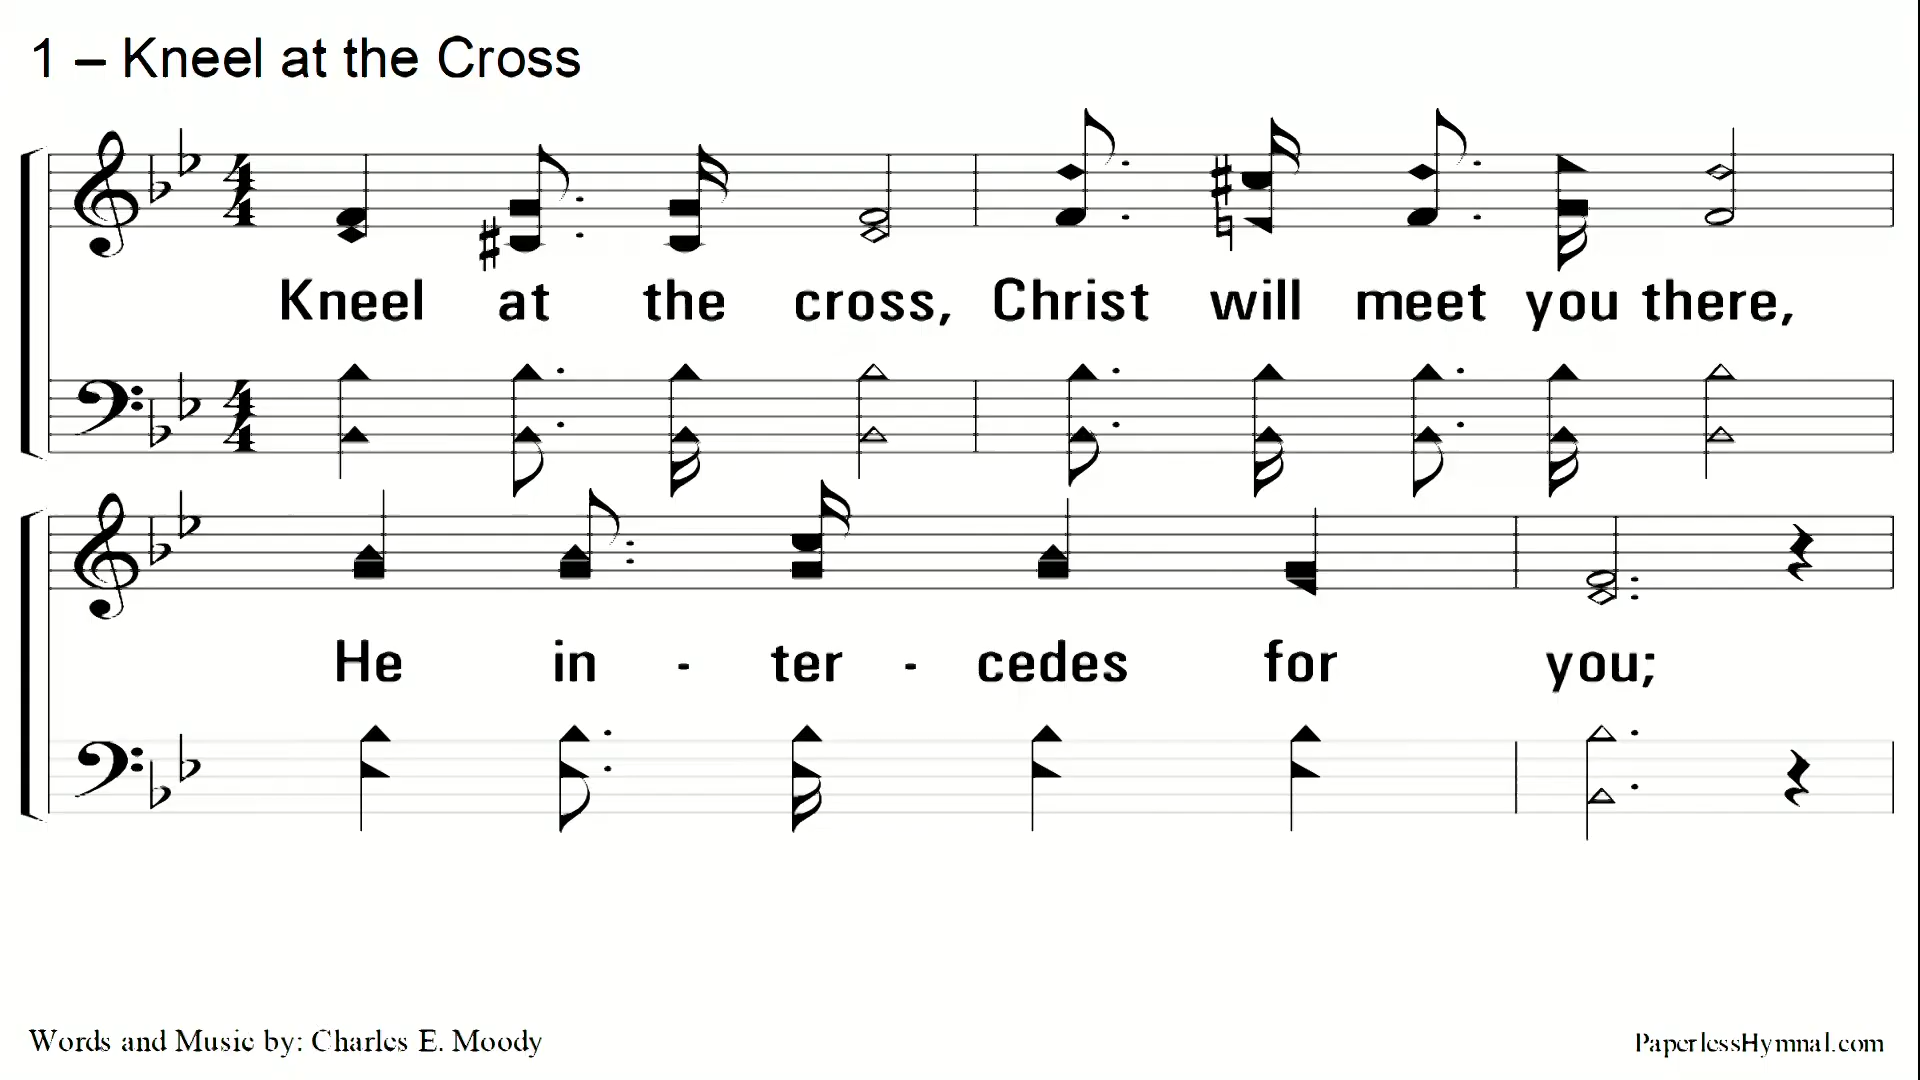 1 – Kneel at the Cross
Kneel at the cross, Christ will meet you there,
He in - ter - cedes for you;
Words and Music by: Charles E. Moody
PaperlessHymnal.com